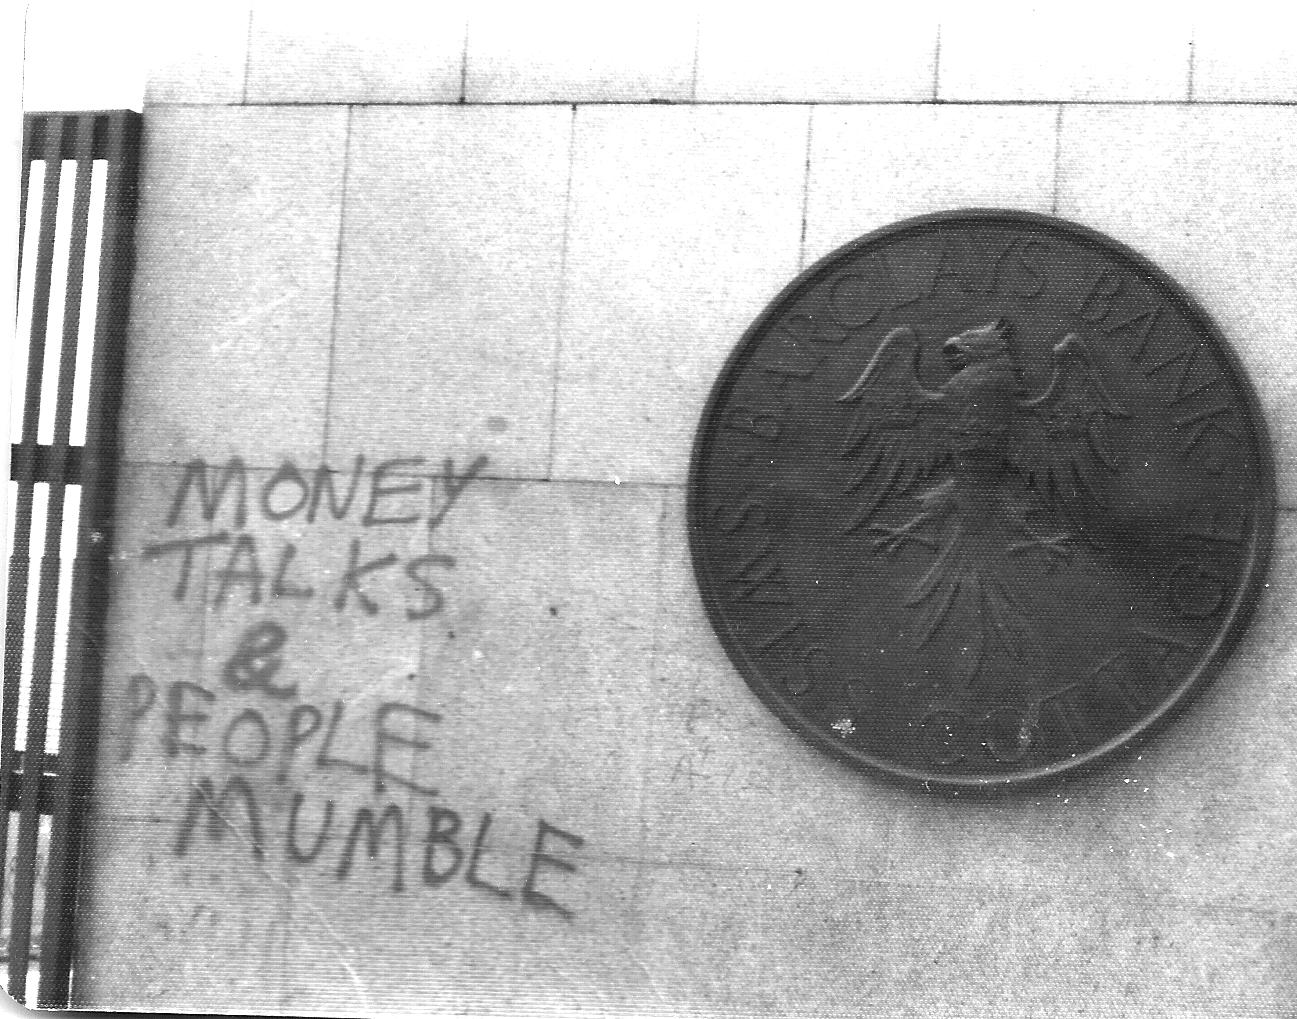 MONEY
TALKS
&
PEOPLE
MUMBLE
BARCLAYS BANK